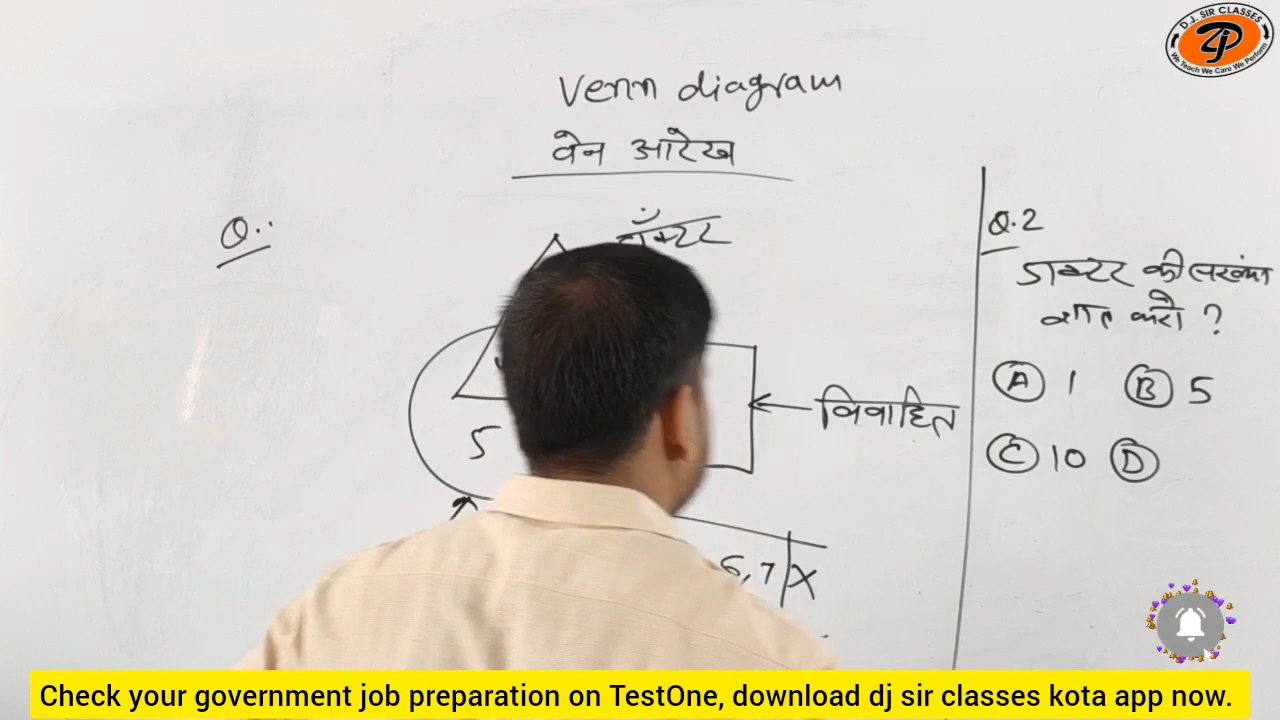 D.J. SIR CLASSES
We Teach We Care We Perform
Venn diagram
वेन आरेख
Q..
5
विवाहित
6, 7 X
Q.2
डाक्टर की संख्या
ज्ञात करो ?
A 1 B 5
C 10 D
Check your government job preparation on TestOne, download dj sir classes kota app now.